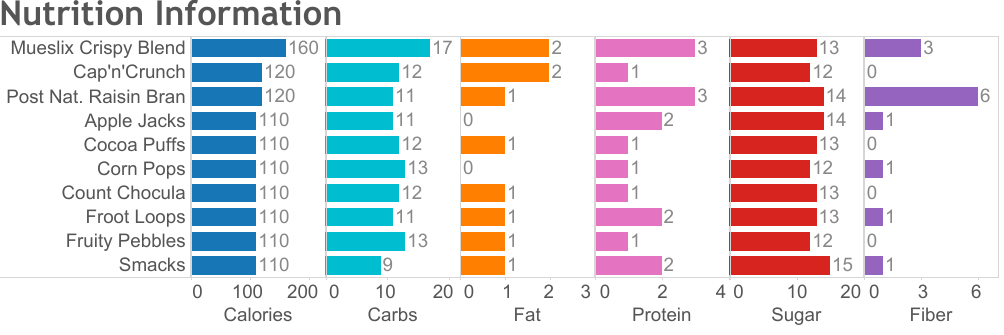 Nutrition Information
Mueslix Crispy Blend 160 17 2 3 13 3
Cap'n'Crunch 120 12 2 1 12 0
Post Nat. Raisin Bran 120 11 1 3 14 6
Apple Jacks 110 11 0 2 14 1
Cocoa Puffs 110 12 1 1 13 0
Corn Pops 110 13 0 1 12 1
Count Chocula 110 12 1 1 13 0
Froot Loops 110 11 1 2 13 1
Fruity Pebbles 110 13 1 1 12 0
Smacks 110 9 1 2 15 1
0 100 200 0 10 20 0 1 2 3 0 2 4 0 10 20 0 3 6
Calories Carbs Fat Protein Sugar Fiber